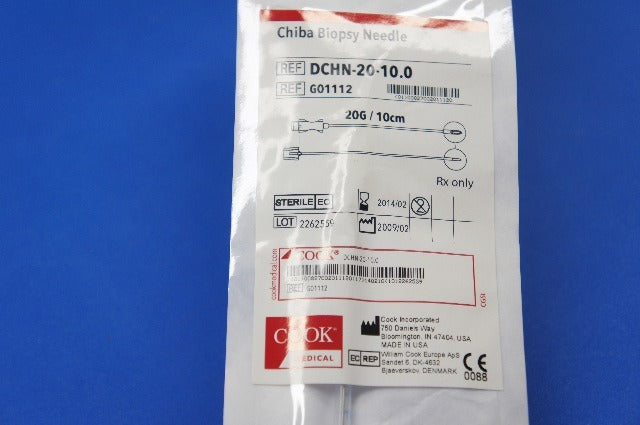 Chiba Biopsy Needle
REF DCHN-20-10.0
REF G01112
20G / 10cm
Rx only
STERILE EO
2014/02
LOT 2262559
2009/02
cookmedical.com
COOK® DCHN-20-10.0
REF G01112
CGSI
COOK®
MEDICAL
Cook Incorporated
750 Daniels Way
Bloomington, IN 47404, USA
MADE IN USA
EC REP
William Cook Europe ApS
Sandet 6, DK-4632
Bjaeverskov, DENMARK
CE
0088